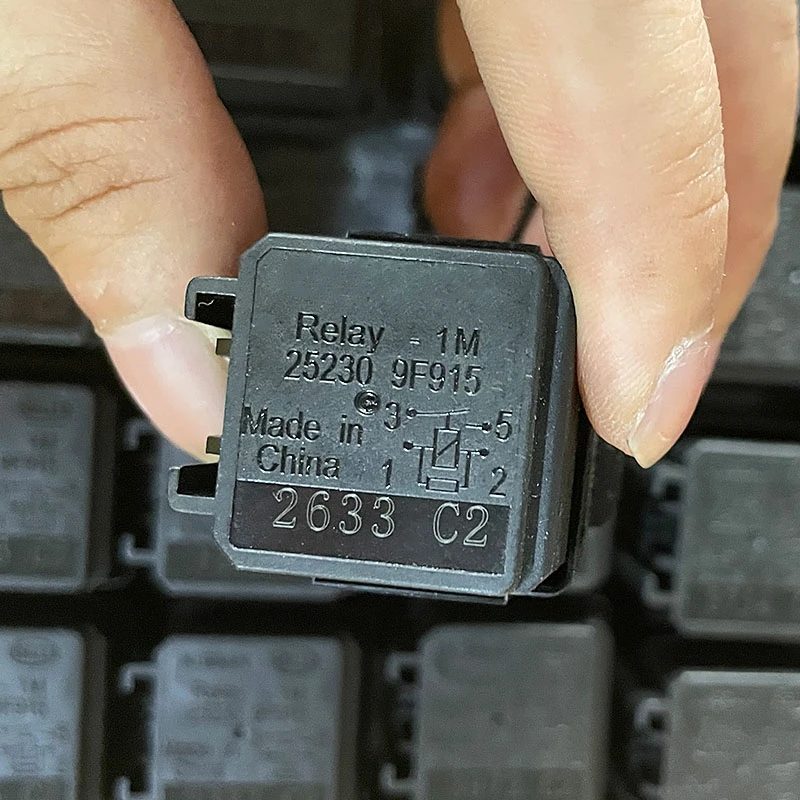 Relay - 1M
25230 9F915
3 5
Made in
China
1 2
2633 C2